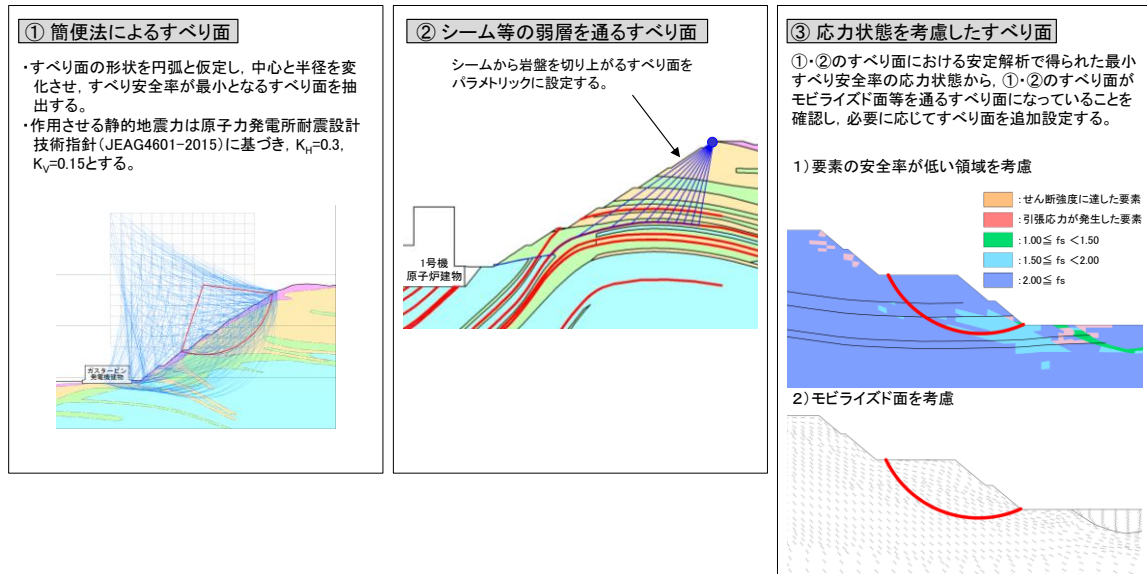 ① 簡便法によるすべり面
・すべり面の形状を円弧と仮定し，中心と半径を変
化させ，すべり安全率が最小となるすべり面を抽
出する。
・作用させる静的地震力は原子力発電所耐震設計
技術指針（JEAG4601-2015）に基づき，KH=0.3,
KV=0.15とする。
ガスタービン
発電機建物
② シーム等の弱層を通るすべり面
シームから岩盤を切り上がるすべり面を
パラメトリックに設定する。
1号機
原子炉建物
③ 応力状態を考慮したすべり面
①・②のすべり面における安定解析で得られた最小
すべり安全率の応力状態から，①・②のすべり面が
モビライズド面等を通るすべり面になっていることを
確認し，必要に応じてすべり面を追加設定する。
1）要素の安全率が低い領域を考慮
：せん断強度に達した要素
：引張応力が発生した要素
：1.00≦ fs ＜1.50
：1.50≦ fs ＜2.00
：2.00≦ fs
2）モビライズド面を考慮